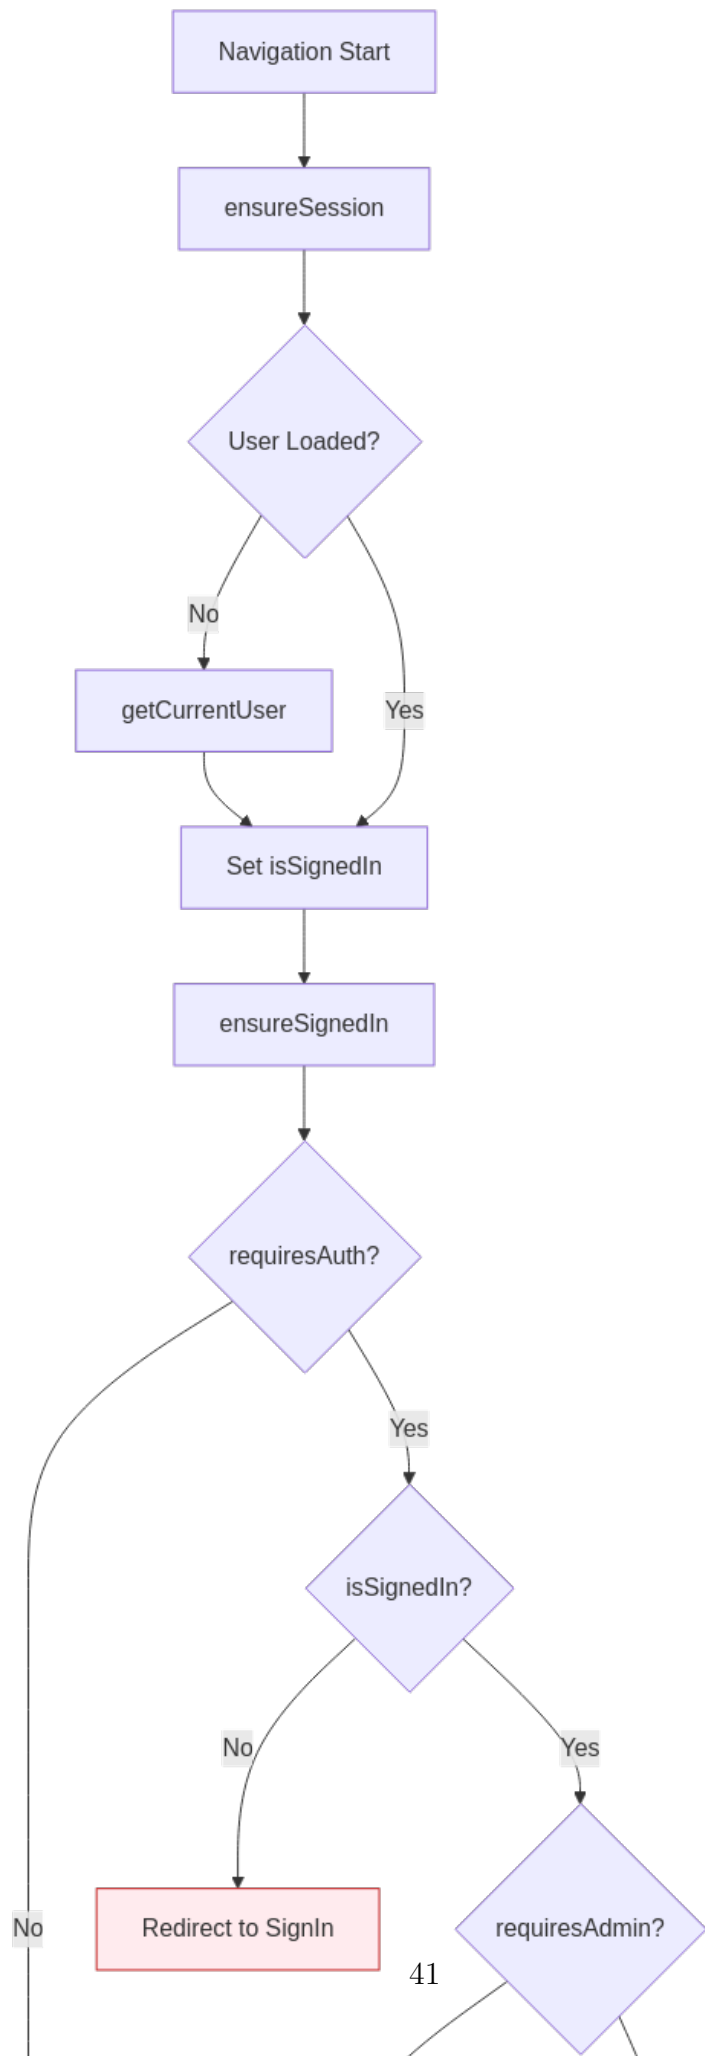 Navigation Start
ensureSession
User Loaded?
No
getCurrentUser
Yes
Set isSignedIn
ensureSignedIn
requiresAuth?
Yes
isSignedIn?
No
Yes
No
Redirect to SignIn
requiresAdmin?
41